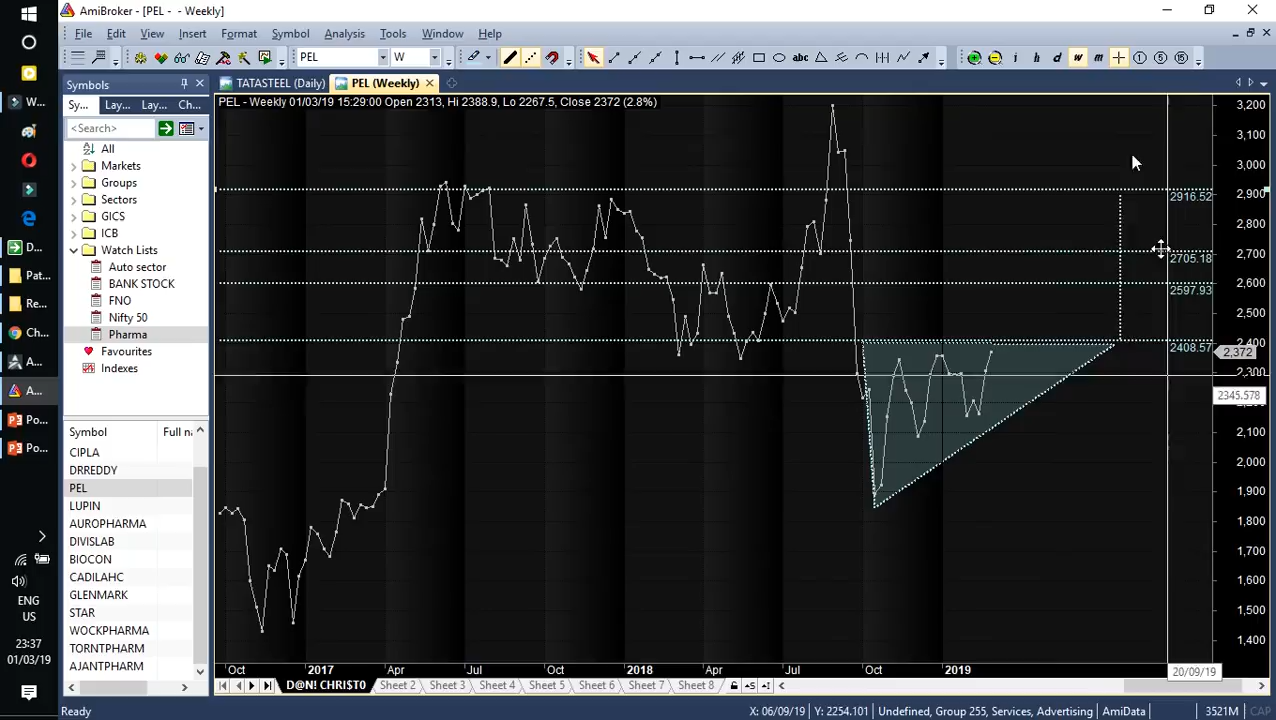 AmiBroker - [PEL - - Weekly]
File Edit View Insert Format Symbol Analysis Tools Window Help
PEL W abc i h d w m
Symbols
TATASTEEL (Daily) PEL (Weekly)
Sy... Lay... Lay... Ch...
PEL - Weekly 01/03/19 15:29:00 Open 2313, Hi 2388.9, Lo 2267.5, Close 2372 (2.8%)
<Search>
All
Markets
Groups
Sectors
GICS
ICB
Watch Lists
Auto sector
BANK STOCK
FNO
Nifty 50
Pharma
Favourites
Indexes
Symbol Full n
CIPLA
DRREDDY
PEL
LUPIN
AUROPHARMA
DIVISLAB
BIOCON
CADILAHC
GLENMARK
STAR
WOCKPHARMA
TORNTPHARM
AJANTPHARM
W...
D...
Pat...
Re...
Ch...
A...
A...
Po...
Po...
ENG
US
23:37
01/03/19
2916.52
2705.18
2597.93
2408.57
3,200
3,100
3,000
2,900
2,800
2,700
2,600
2,500
2,400
2,372
2,300
2345.578
2,100
2,000
1,900
1,800
1,700
1,600
1,500
1,400
Oct 2017 Apr Jul Oct 2018 Apr Jul Oct 2019 20/09/19
D@N! CHRI$T0 Sheet 2 Sheet 3 Sheet 4 Sheet 5 Sheet 6 Sheet 7 Sheet 8
Ready X: 06/09/19 Y: 2254.101 Undefined, Group 255, Services, Advertising AmiData 3521M CAP